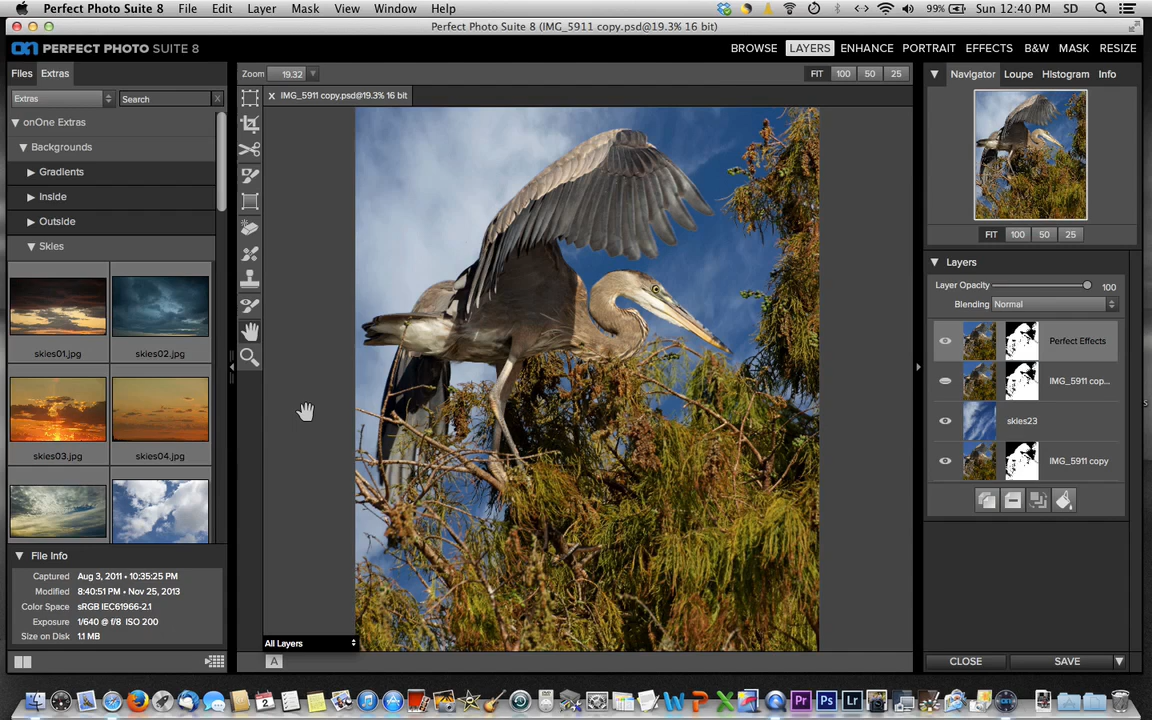 Perfect Photo Suite 8 File Edit Layer Mask View Window Help 99% Sun 12:40 PM SD
Perfect Photo Suite 8 (IMG_5911 copy.psd@19.3% 16 bit)
on PERFECT PHOTO SUITE 8 BROWSE LAYERS ENHANCE PORTRAIT EFFECTS B&W MASK RESIZE
Files Extras
Zoom 19.32 FIT 100 50 25
Navigator Loupe Histogram Info
Extras Search X
X IMG_5911 copy.psd@19.3% 16 bit
onOne Extras
Backgrounds
Gradients
Inside
Outside
Skies
skies01.jpg skies02.jpg
skies03.jpg skies04.jpg
FIT 100 50 25
Layers
Layer Opacity 100
Blending Normal
Perfect Effects
IMG_5911 cop...
skies23
IMG_5911 copy
File Info
Captured Aug 3, 2011 • 10:35:25 PM
Modified 8:40:51 PM • Nov 25, 2013
Color Space sRGB IEC61966-2.1
Exposure 1/640 @ f/8 ISO 200
Size on Disk 1.1 MB
All Layers
A
CLOSE SAVE
2 W P X Pr Ps Lr on